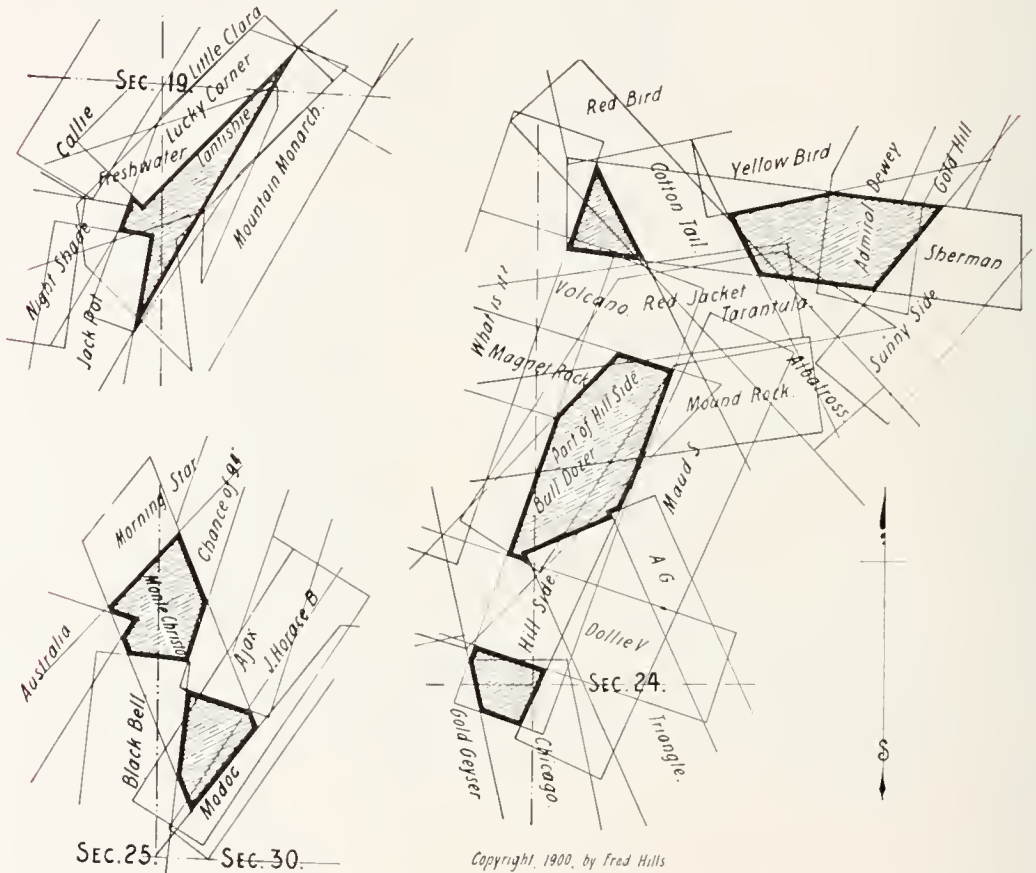 SEC. 19.
Little Clara
Lucky Corner
Callie
Freshwater
Tantisnie
Mountain Monarch.
Night Shade
Jack Pot
Red Bird
Yellow Bird
Cotton Tail
Admiral Dewey
Gold Hill
Sherman
What is it?
Volcano.
Red Jacket
Tarantula.
Sunny Side
Magnet Rock
Albatross
Mound Rock.
Part of Hill Side
Bull Dozer
Maud S
A G
Hill Side.
Dollie V
SEC. 24.
Triangle.
Gold Geyser
Chicago.
Morning Star
Chance of 98
Monte Christo
Australia
Ajax
J. Horace B
Black Bell
Modoc
SEC. 25.
SEC. 30.
S
Copyright, 1900, by Fred Hills